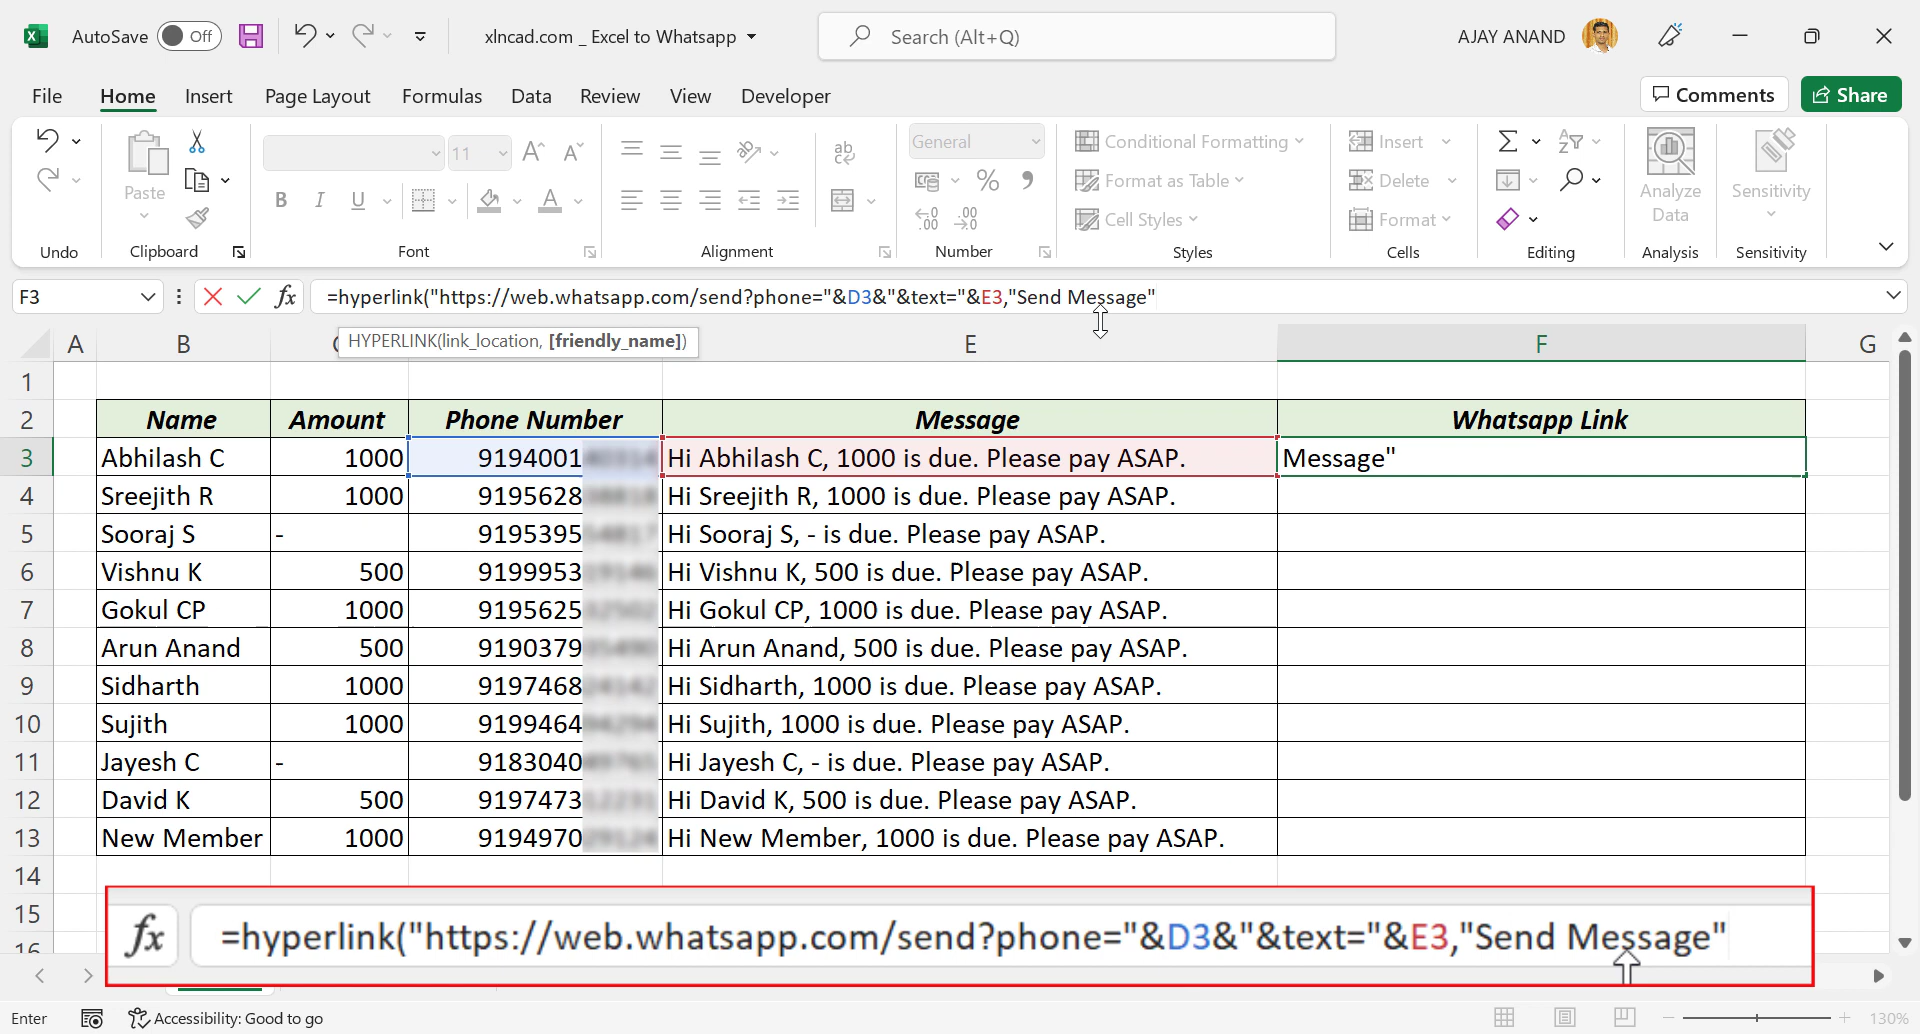 AutoSave Off xlncad.com _ Excel to Whatsapp Search (Alt+Q) AJAY ANAND
File Home Insert Page Layout Formulas Data Review View Developer Comments Share
11 General Conditional Formatting Insert
Paste Format as Table Delete Analyze Data Sensitivity
B I U Cell Styles Format
Undo Clipboard Font Alignment Number Styles Cells Editing Analysis Sensitivity
F3 fx =hyperlink("https://web.whatsapp.com/send?phone="&D3&"&text="&E3,"Send Message"
HYPERLINK(link_location, [friendly_name])
A B C E F G
1
2 Name Amount Phone Number Message Whatsapp Link
3 Abhilash C 1000 9194001 Hi Abhilash C, 1000 is due. Please pay ASAP. Message"
4 Sreejith R 1000 9195628 Hi Sreejith R, 1000 is due. Please pay ASAP.
5 Sooraj S - 9195395 Hi Sooraj S, - is due. Please pay ASAP.
6 Vishnu K 500 9199953 Hi Vishnu K, 500 is due. Please pay ASAP.
7 Gokul CP 1000 9195625 Hi Gokul CP, 1000 is due. Please pay ASAP.
8 Arun Anand 500 9190379 Hi Arun Anand, 500 is due. Please pay ASAP.
9 Sidharth 1000 9197468 Hi Sidharth, 1000 is due. Please pay ASAP.
10 Sujith 1000 9199464 Hi Sujith, 1000 is due. Please pay ASAP.
11 Jayesh C - 9183040 Hi Jayesh C, - is due. Please pay ASAP.
12 David K 500 9197473 Hi David K, 500 is due. Please pay ASAP.
13 New Member 1000 9194970 Hi New Member, 1000 is due. Please pay ASAP.
14
15 fx =hyperlink("https://web.whatsapp.com/send?phone="&D3&"&text="&E3,"Send Message"
16
Enter Accessibility: Good to go 130%